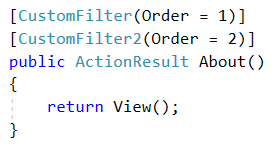 [CustomFilter(Order = 1)]
[CustomFilter2(Order = 2)]
public ActionResult About()
{
    return View();
}